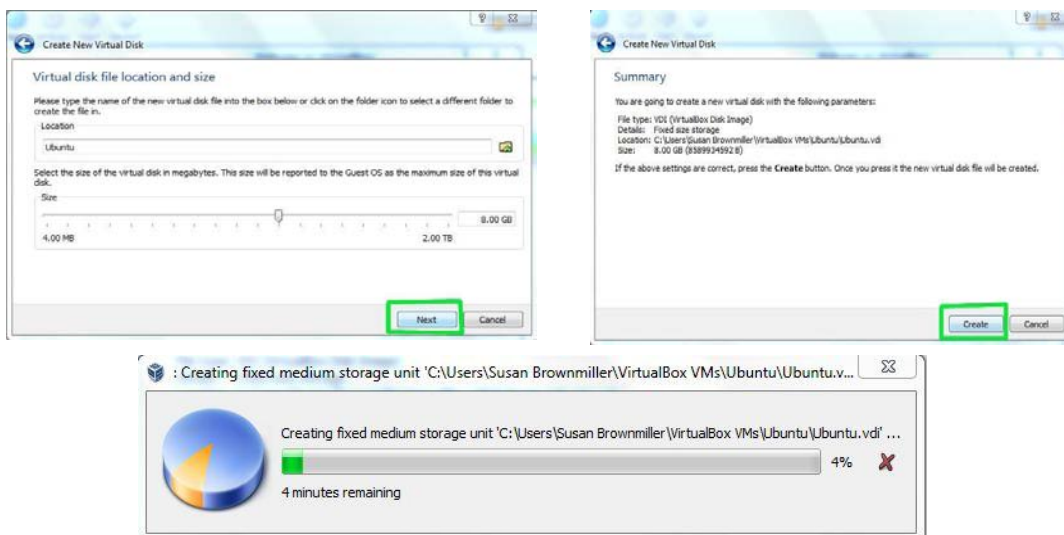 Create New Virtual Disk
Virtual disk file location and size
Please type the name of the new virtual disk file into the box below or click on the folder icon to select a different folder to
create the file in.
Location
Ubuntu
Select the size of the virtual disk in megabytes. This size will be reported to the Guest OS as the maximum size of this virtual
disk.
Size
8.00 GB
4.00 MB 2.00 TB
Next Cancel
Create New Virtual Disk
Summary
You are going to create a new virtual disk with the following parameters:
File type: VDI (VirtualBox Disk Image)
Details: Fixed size storage
Location: C:\Users\Susan Brownmiller\VirtualBox VMs\Ubuntu\Ubuntu.vdi
Size: 8.00 GB (8589934592 B)
If the above settings are correct, press the Create button. Once you press it the new virtual disk file will be created.
Create Cancel
: Creating fixed medium storage unit 'C:\Users\Susan Brownmiller\VirtualBox VMs\Ubuntu\Ubuntu.v...
Creating fixed medium storage unit 'C:\Users\Susan Brownmiller\VirtualBox VMs\Ubuntu\Ubuntu.vdi' ...
4%
4 minutes remaining